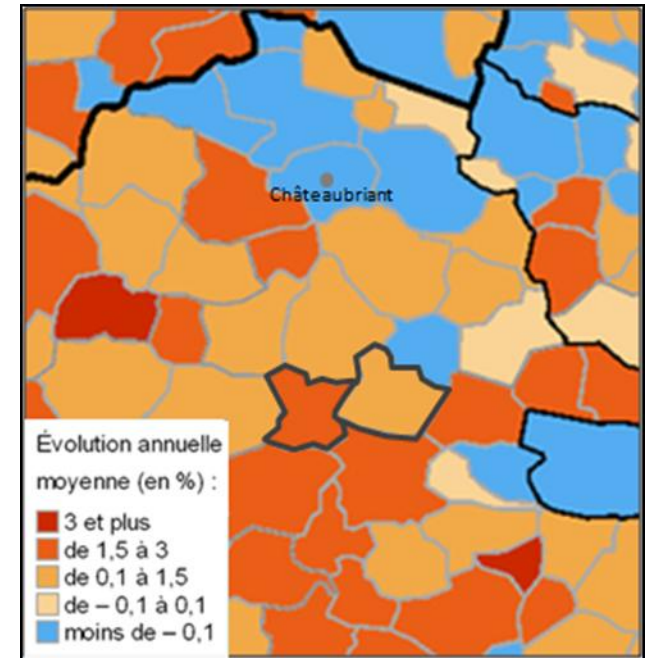 Châteaubriant
Évolution annuelle
moyenne (en %) :
3 et plus
de 1,5 à 3
de 0,1 à 1,5
de – 0,1 à 0,1
moins de – 0,1